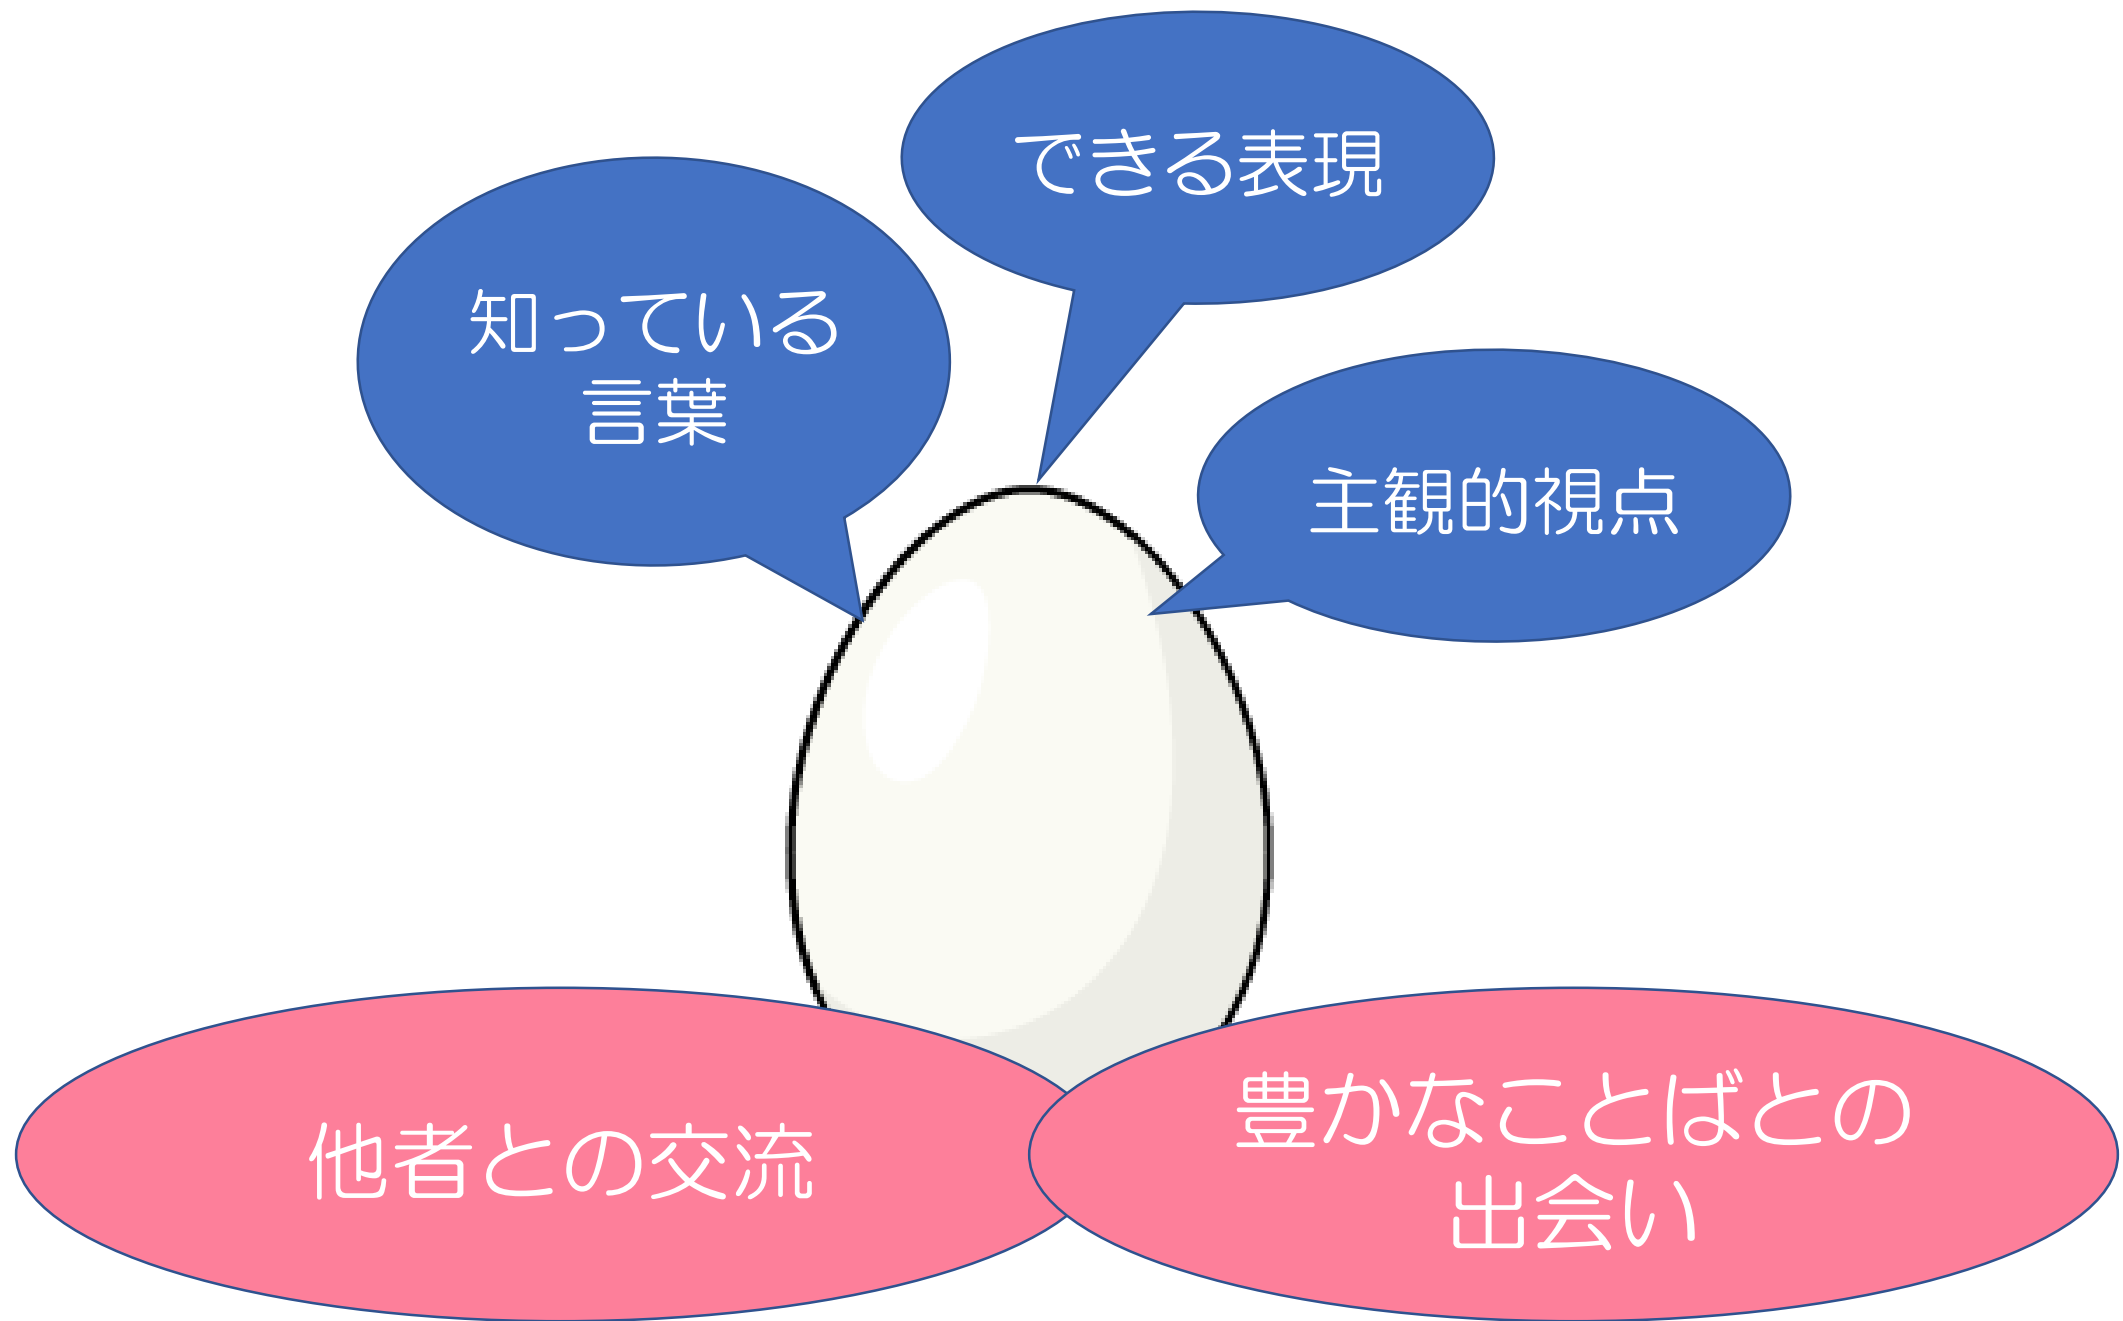 できる表現
知っている
言葉
主観的視点
他者との交流
豊かなことばとの
出会い